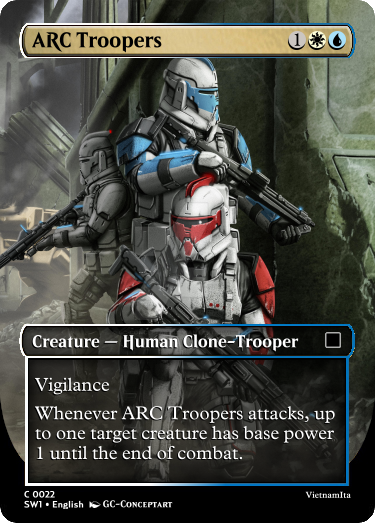 ARC Troopers 1
Creature — Human Clone-Trooper
Vigilance
Whenever ARC Troopers attacks, up
to one target creature has base power
1 until the end of combat.
C 0022
VietnamIta
SW1 • English GC-Conceptart